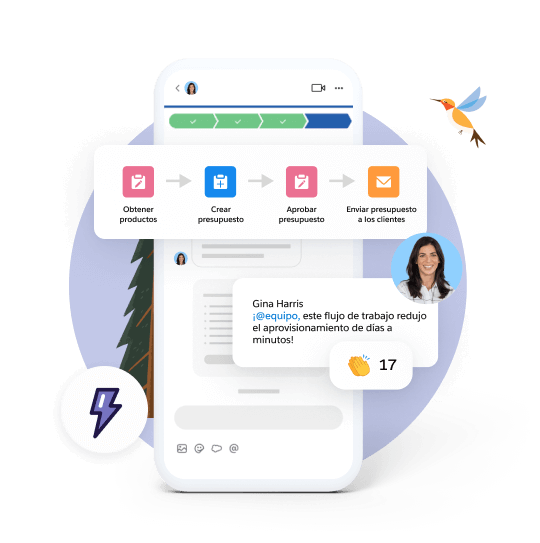 Obtener
productos
Crear
presupuesto
Aprobar
presupuesto
Enviar presupuesto
a los clientes
Gina Harris
¡@equipo, este flujo de trabajo redujo
el aprovisionamiento de días a
minutos!
17